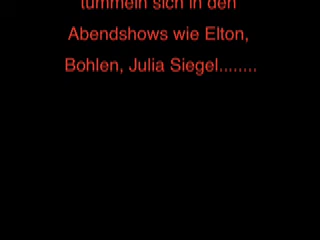 tummeln sich in den
Abendshows wie Elton,
Bohlen, Julia Siegel........